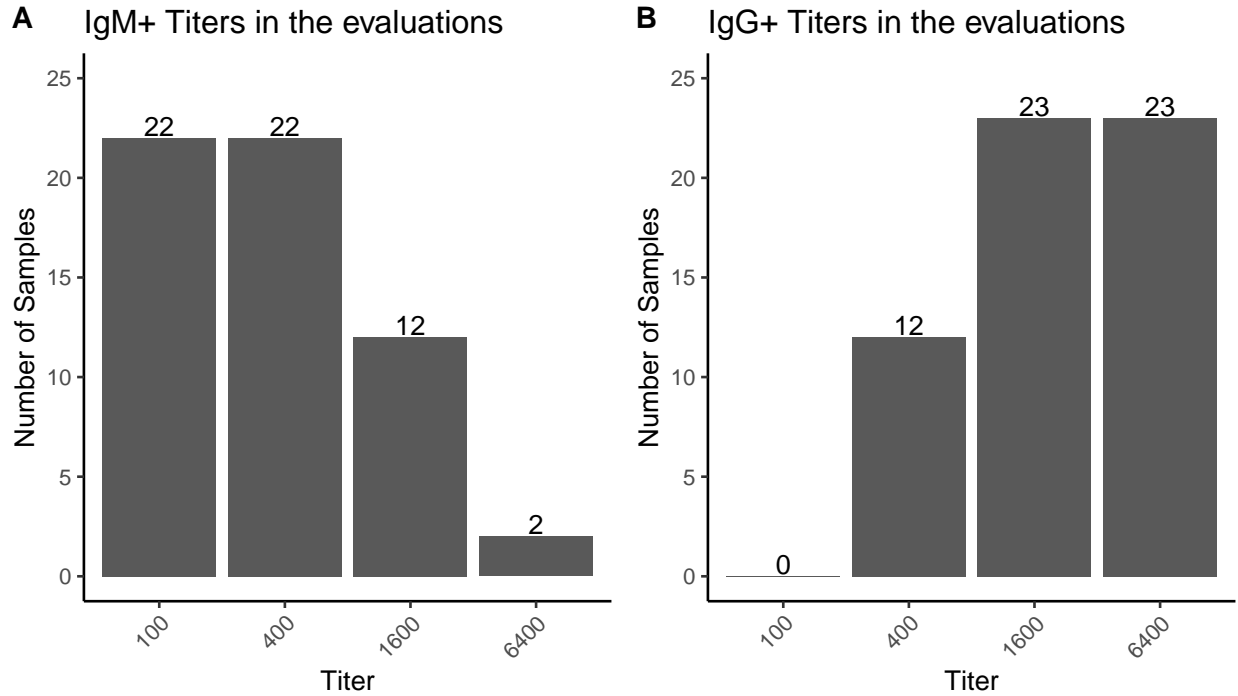 A IgM+ Titers in the evaluations
25
20
15
10
5
0
Number of Samples
22 22 12 2
100 400 1600 6400
Titer
B IgG+ Titers in the evaluations
25
20
15
10
5
0
Number of Samples
0 12 23 23
100 400 1600 6400
Titer